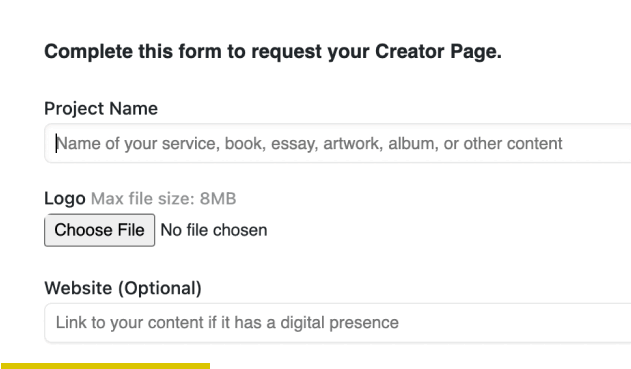 Complete this form to request your Creator Page.
Project Name
Name of your service, book, essay, artwork, album, or other content
Logo Max file size: 8MB
Choose File No file chosen
Website (Optional)
Link to your content if it has a digital presence